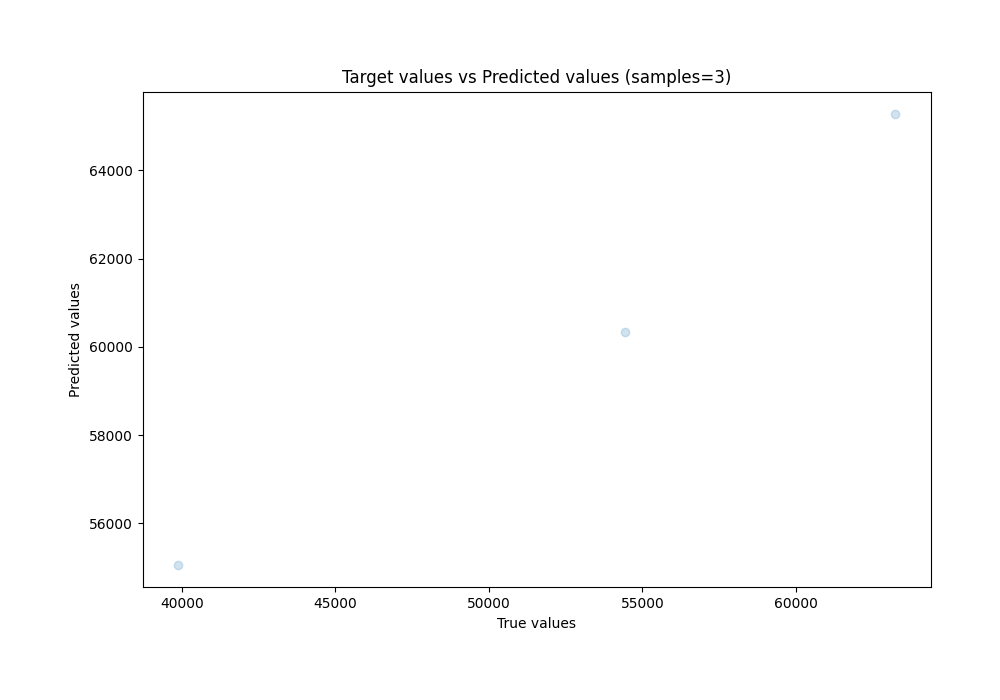 Target values vs Predicted values (samples=3)
64000
62000
60000
58000
56000
Predicted values
40000 45000 50000 55000 60000
True values